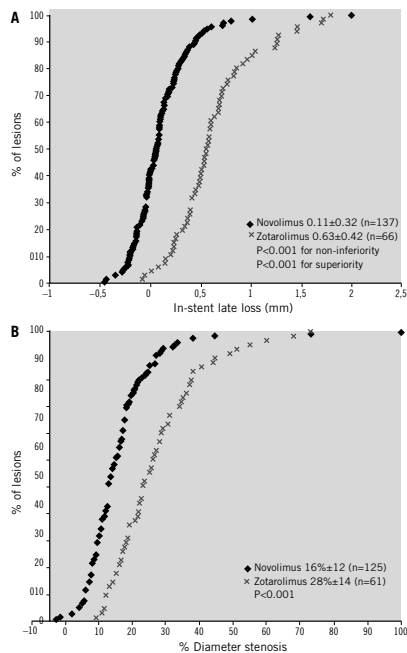 A
100
90
80
70
60
50
40
30
20
10
010
% of lesions
-1 -0,5 0 0,5 1 1,5 2 2,5
In-stent late loss (mm)
Novolimus 0.11±0.32 (n=137)
Zotarolimus 0.63±0.42 (n=66)
P<0.001 for non-inferiority
P<0.001 for superiority
B
100
90
80
70
60
50
40
30
20
010
0
% of lesions
-10 0 10 20 30 40 50 60 70 80 90 100
% Diameter stenosis
Novolimus 16%±12 (n=125)
Zotarolimus 28%±14 (n=61)
P<0.001